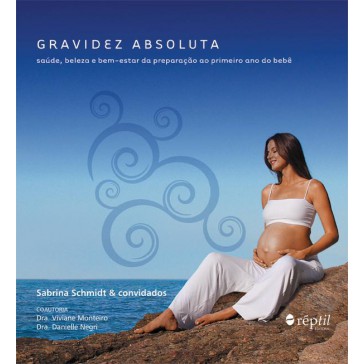 GRAVIDEZ ABSOLUTA
saúde, beleza e bem-estar da preparação ao primeiro ano do bebê
Sabrina Schmidt & convidados
COAUTORIA
Dra. Viviane Monteiro
Dra. Danielle Negri
réptil